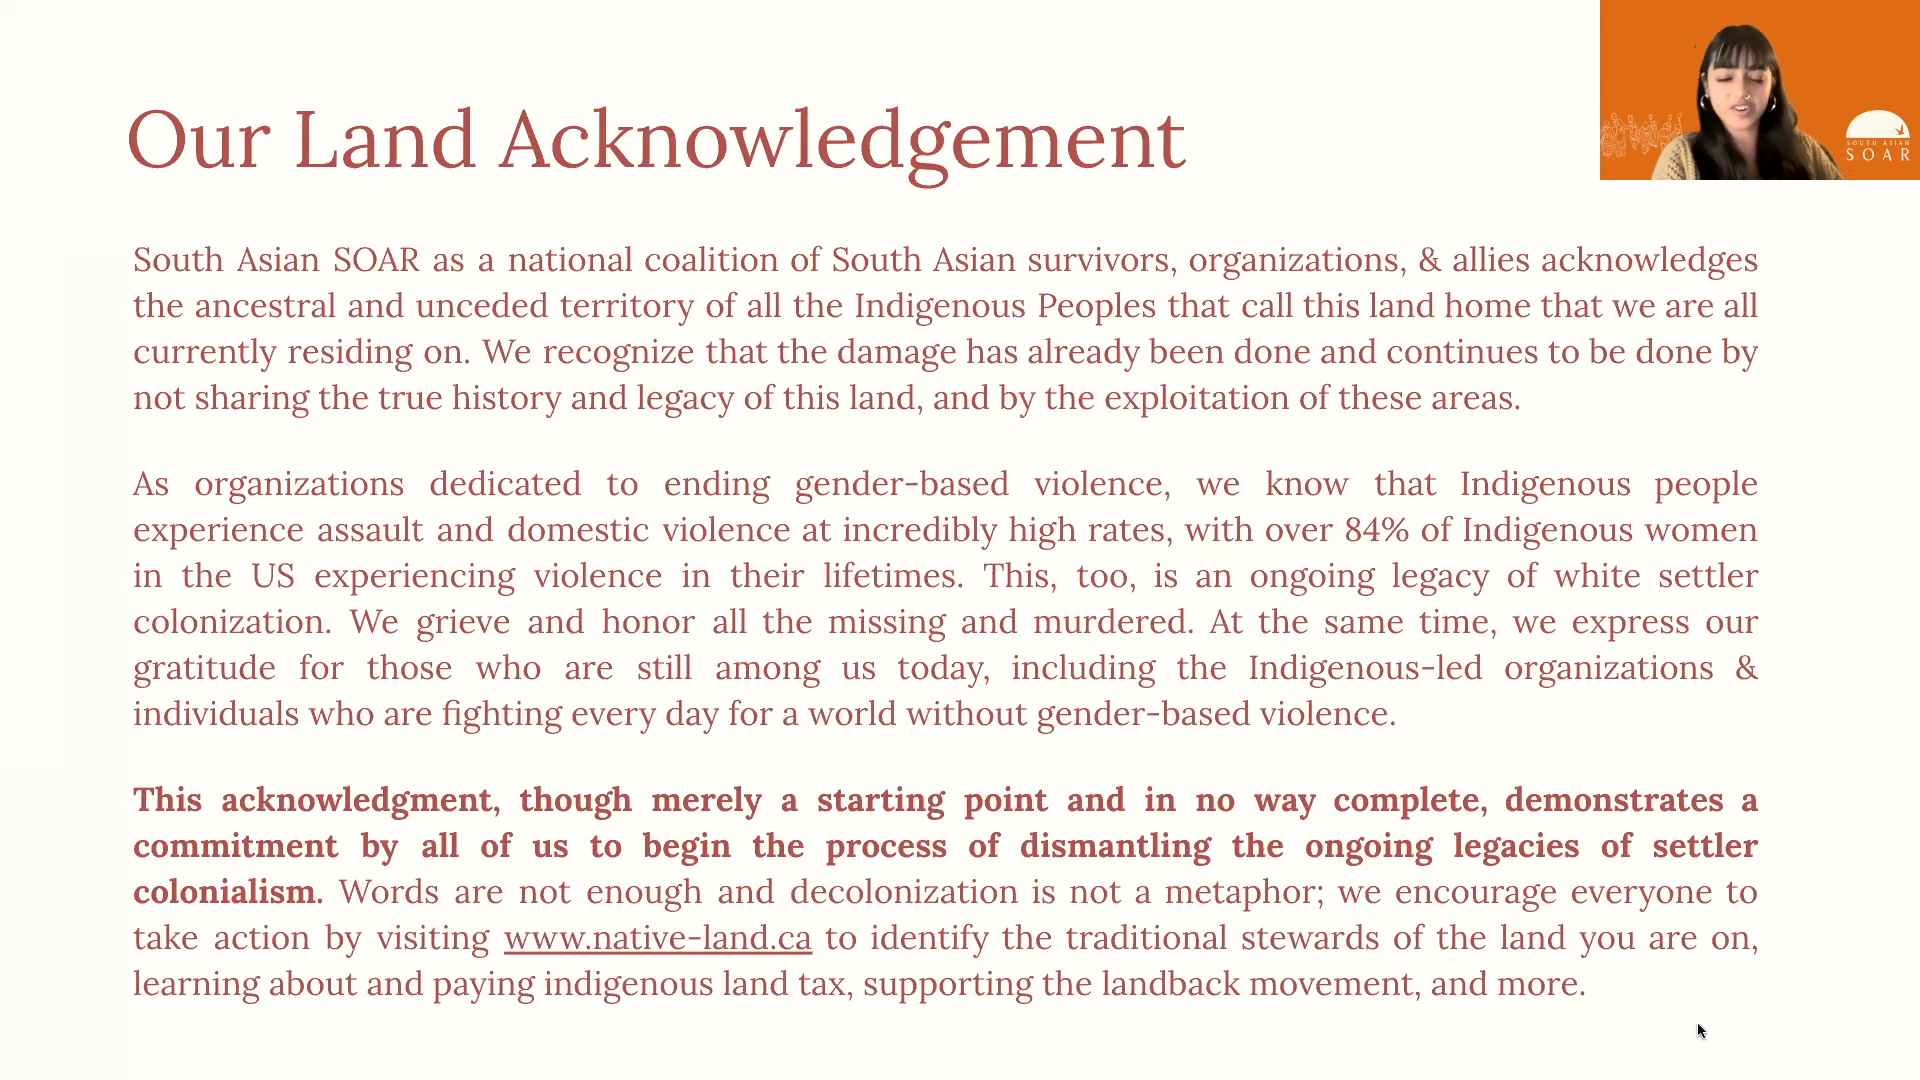 Our Land Acknowledgement
SOUTH ASIAN
SOAR
South Asian SOAR as a national coalition of South Asian survivors, organizations, & allies acknowledges
the ancestral and unceded territory of all the Indigenous Peoples that call this land home that we are all
currently residing on. We recognize that the damage has already been done and continues to be done by
not sharing the true history and legacy of this land, and by the exploitation of these areas.
As organizations dedicated to ending gender-based violence, we know that Indigenous people
experience assault and domestic violence at incredibly high rates, with over 84% of Indigenous women
in the US experiencing violence in their lifetimes. This, too, is an ongoing legacy of white settler
colonization. We grieve and honor all the missing and murdered. At the same time, we express our
gratitude for those who are still among us today, including the Indigenous-led organizations &
individuals who are fighting every day for a world without gender-based violence.
This acknowledgment, though merely a starting point and in no way complete, demonstrates a
commitment by all of us to begin the process of dismantling the ongoing legacies of settler
colonialism. Words are not enough and decolonization is not a metaphor; we encourage everyone to
take action by visiting www.native-land.ca to identify the traditional stewards of the land you are on,
learning about and paying indigenous land tax, supporting the landback movement, and more.